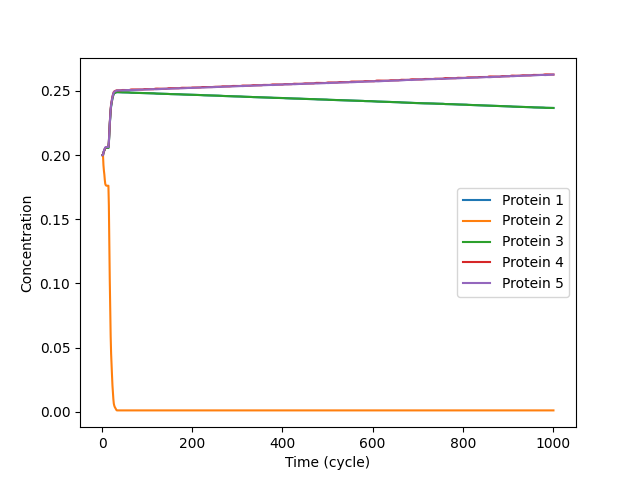 0.25
0.20
0.15
0.10
0.05
0.00
Concentration
Protein 1
Protein 2
Protein 3
Protein 4
Protein 5
0 200 400 600 800 1000
Time (cycle)